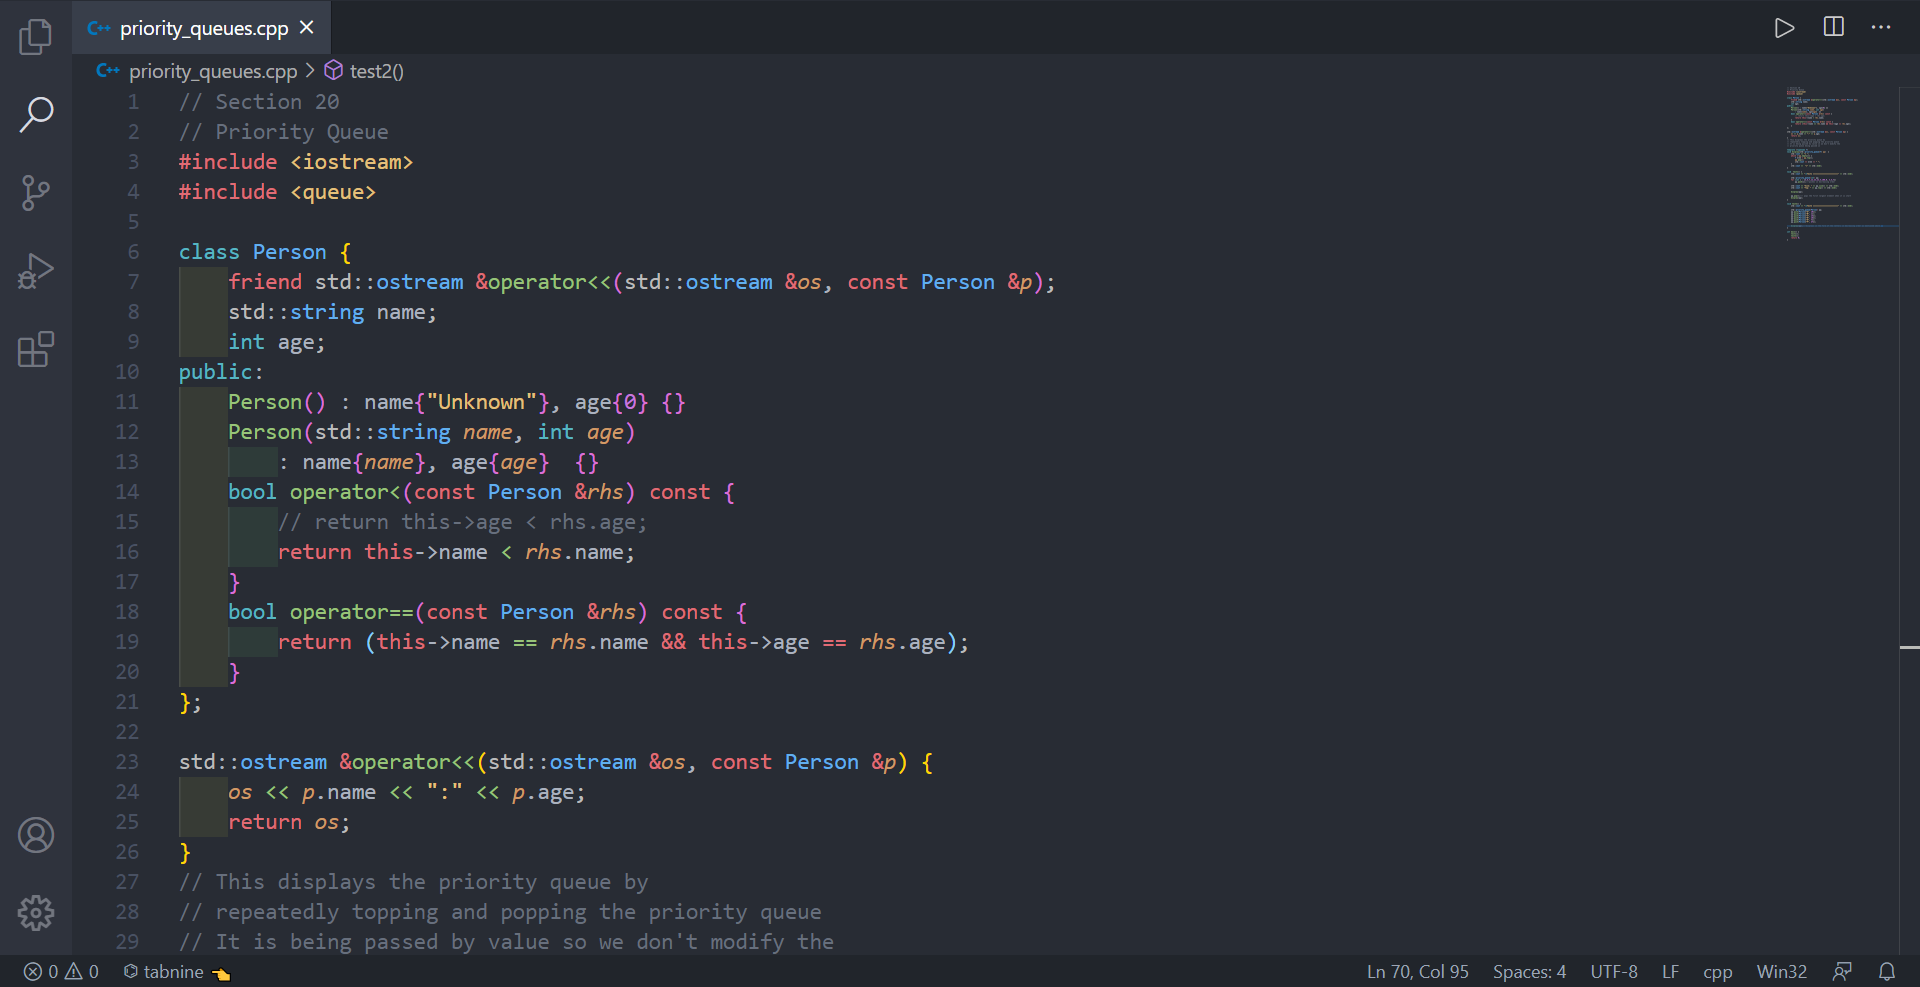 C++ priority_queues.cpp
C++ priority_queues.cpp > test2()
1 // Section 20
2 // Priority Queue
3 #include <iostream>
4 #include <queue>
5
6 class Person {
7     friend std::ostream &operator<<(std::ostream &os, const Person &p);
8     std::string name;
9     int age;
10 public:
11     Person() : name{"Unknown"}, age{0} {}
12     Person(std::string name, int age)
13         : name{name}, age{age}  {}
14     bool operator<(const Person &rhs) const {
15         // return this->age < rhs.age;
16         return this->name < rhs.name;
17     }
18     bool operator==(const Person &rhs) const {
19         return (this->name == rhs.name && this->age == rhs.age);
20     }
21 };
22
23 std::ostream &operator<<(std::ostream &os, const Person &p) {
24     os << p.name << ":" << p.age;
25     return os;
26 }
27 // This displays the priority queue by
28 // repeatedly topping and popping the priority queue
29 // It is being passed by value so we don't modify the
0 0 tabnine Ln 70, Col 95 Spaces: 4 UTF-8 LF cpp Win32